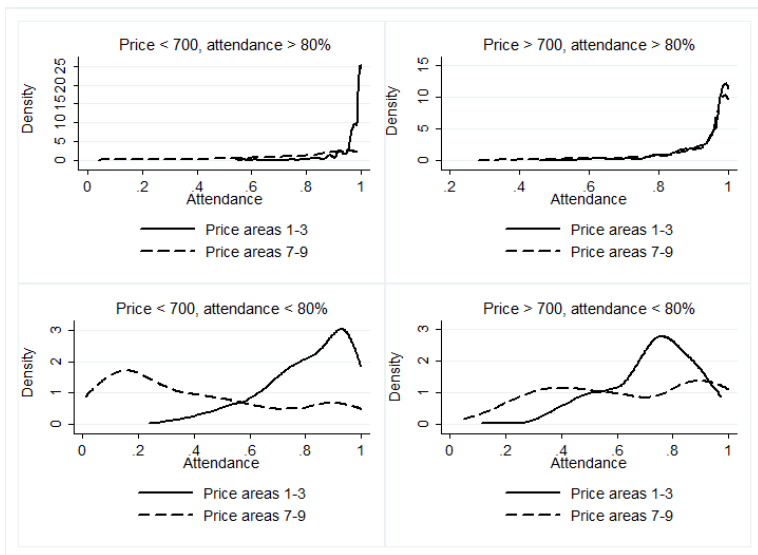 Price < 700, attendance > 80%
Density
0 5 10 15 20 25
0 .2 .4 .6 .8 1
Attendance
Price areas 1-3
Price areas 7-9
Price > 700, attendance > 80%
Density
0 5 10 15
.2 .4 .6 .8 1
Attendance
Price areas 1-3
Price areas 7-9
Price < 700, attendance < 80%
Density
0 1 2 3
0 .2 .4 .6 .8 1
Attendance
Price areas 1-3
Price areas 7-9
Price > 700, attendance < 80%
Density
0 1 2 3
0 .2 .4 .6 .8 1
Attendance
Price areas 1-3
Price areas 7-9